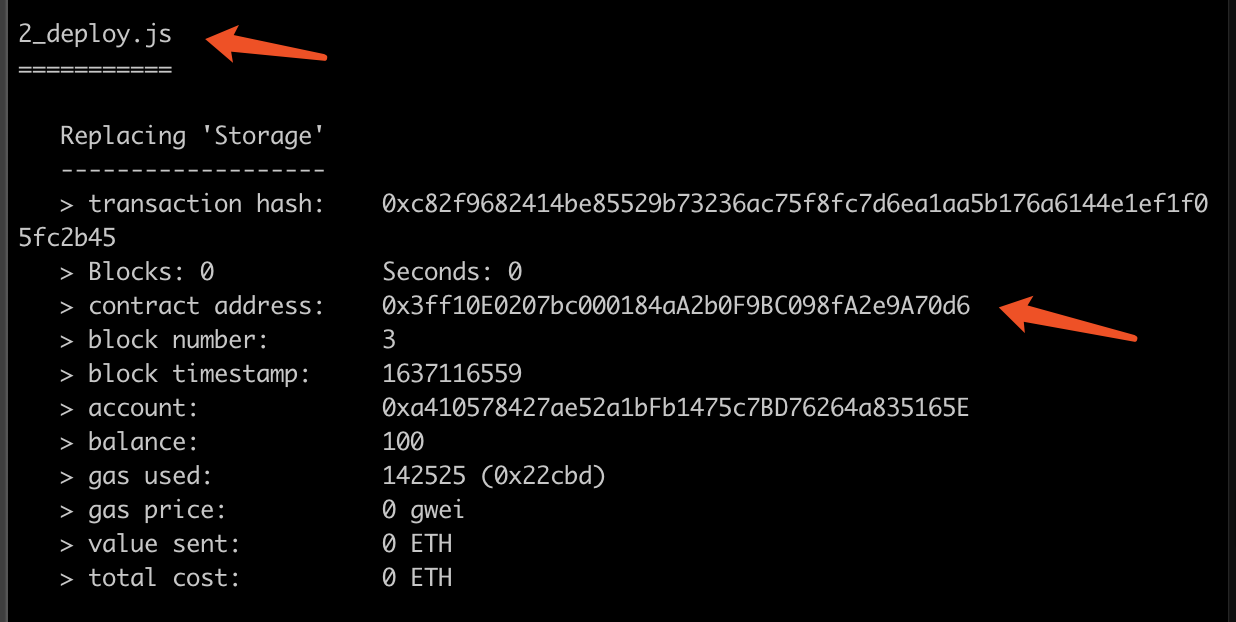 2_deploy.js
===========
Replacing 'Storage'
-------------------
> transaction hash: 0xc82f9682414be85529b73236ac75f8fc7d6ea1aa5b176a6144e1ef1f0
5fc2b45
> Blocks: 0 Seconds: 0
> contract address: 0x3ff10E0207bc000184aA2b0F9BC098fA2e9A70d6
> block number: 3
> block timestamp: 1637116559
> account: 0xa410578427ae52a1bFb1475c7BD76264a835165E
> balance: 100
> gas used: 142525 (0x22cbd)
> gas price: 0 gwei
> value sent: 0 ETH
> total cost: 0 ETH